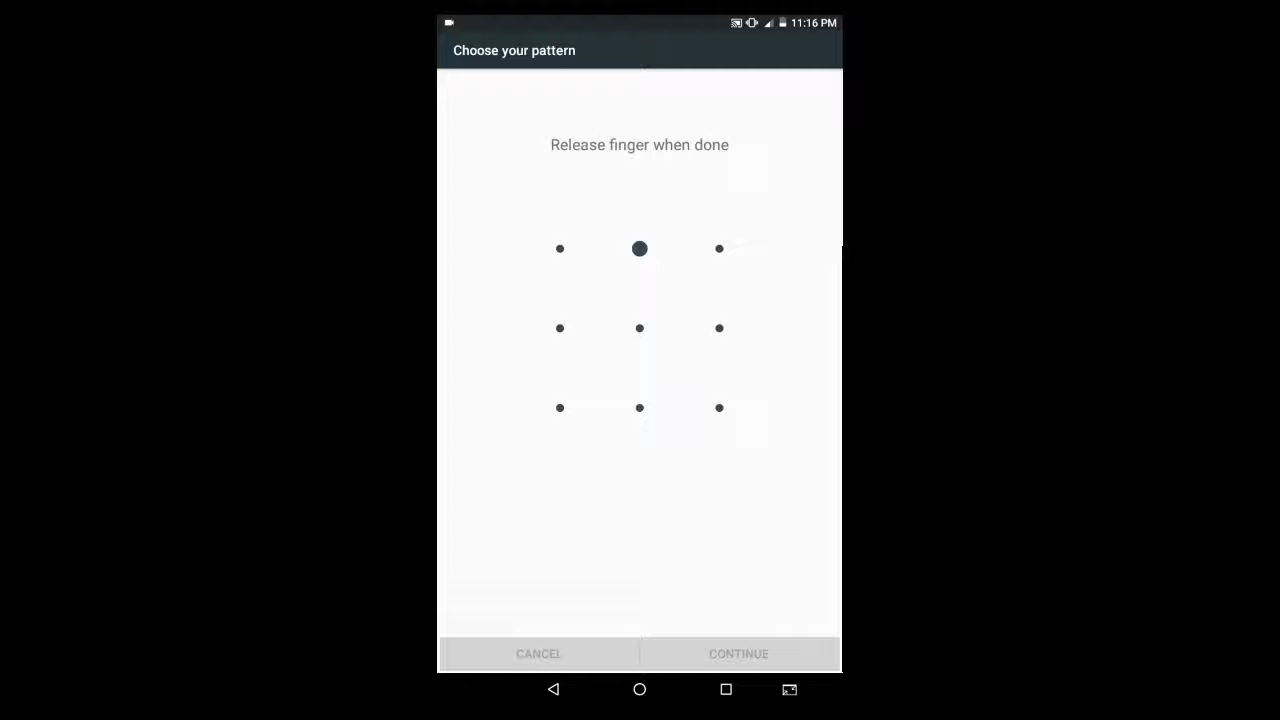 11:16 PM
Choose your pattern
Release finger when done
CANCEL
CONTINUE